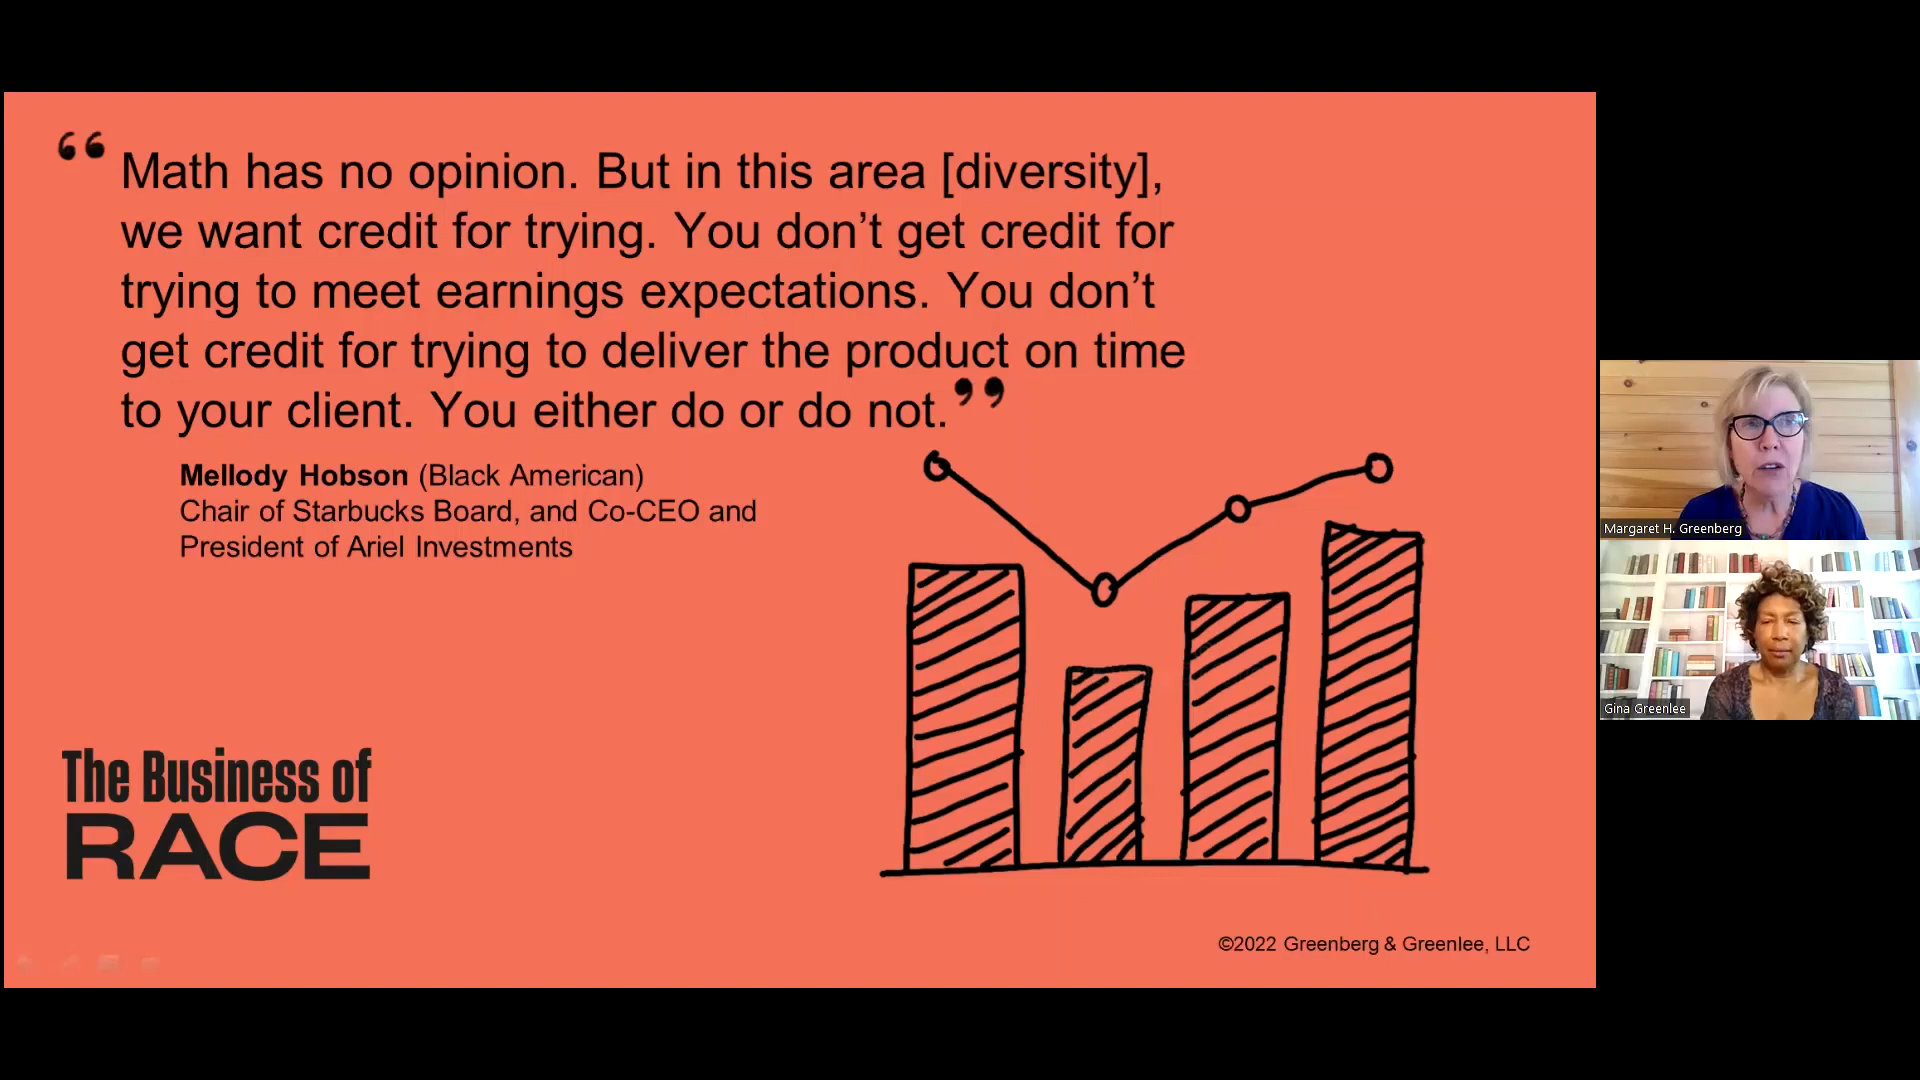 “ Math has no opinion. But in this area [diversity],
we want credit for trying. You don’t get credit for
trying to meet earnings expectations. You don’t
get credit for trying to deliver the product on time
to your client. You either do or do not.”
Mellody Hobson (Black American)
Chair of Starbucks Board, and Co-CEO and
President of Ariel Investments
The Business of
RACE
©2022 Greenberg & Greenlee, LLC
Margaret H. Greenberg
Gina Greenlee